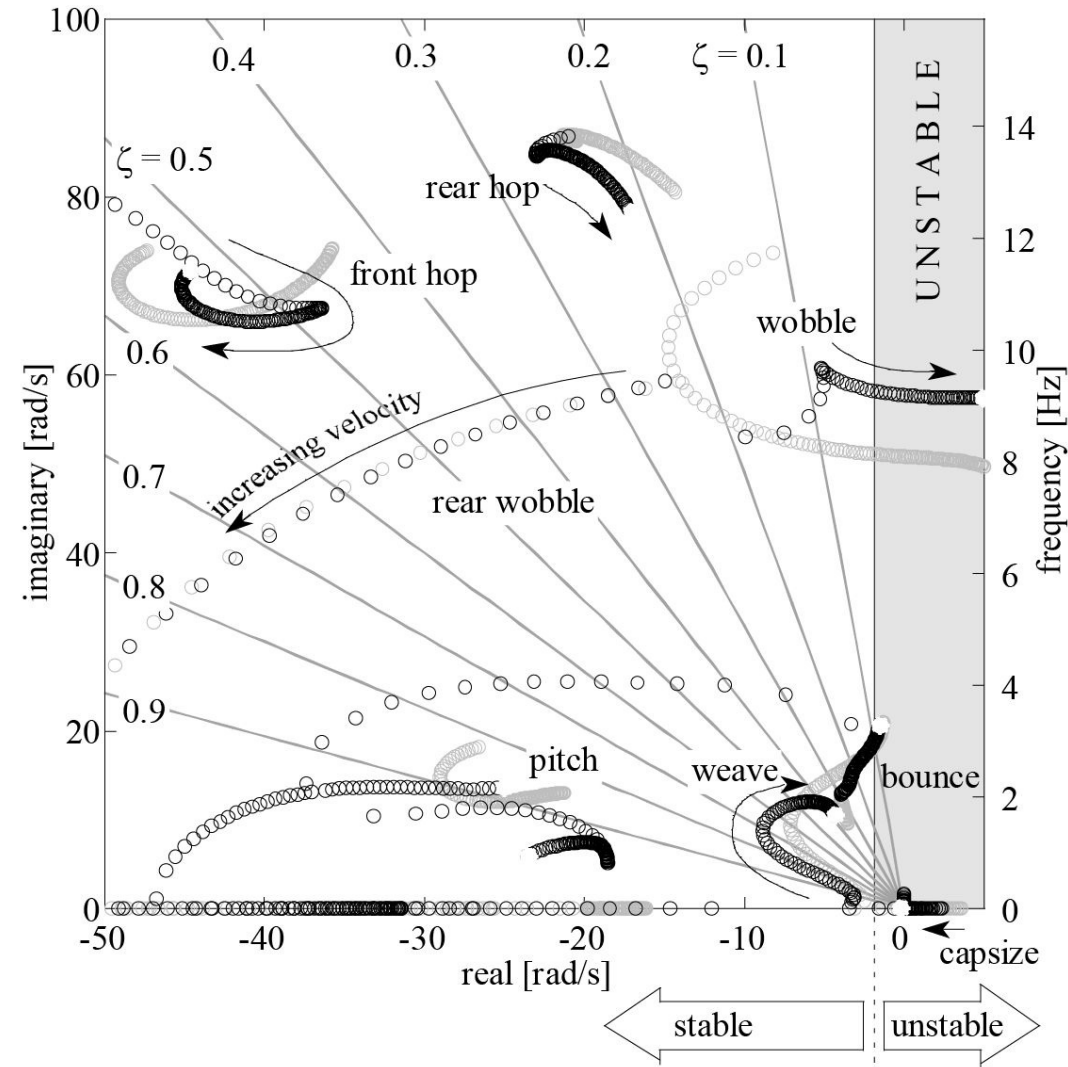 100
0.4
0.3
0.2
ζ = 0.1
UNSTABLE
14
ζ = 0.5
80
rear hop
12
front hop
wobble
10
0.6
60
imaginary [rad/s]
frequency [Hz]
increasing velocity
0.7
8
rear wobble
40
6
0.8
4
0.9
20
pitch
weave
bounce
2
0
0
-50
-40
-30
-20
-10
0
capsize
real [rad/s]
stable
unstable